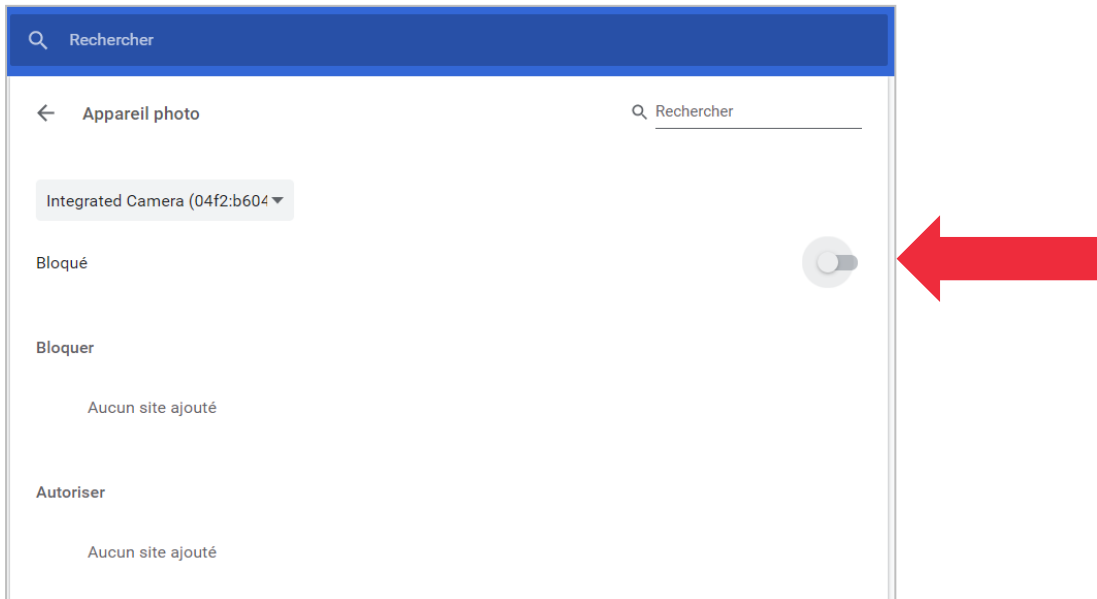 Rechercher
Appareil photo
Rechercher
Integrated Camera (04f2:b604
Bloqué
Bloquer
Aucun site ajouté
Autoriser
Aucun site ajouté